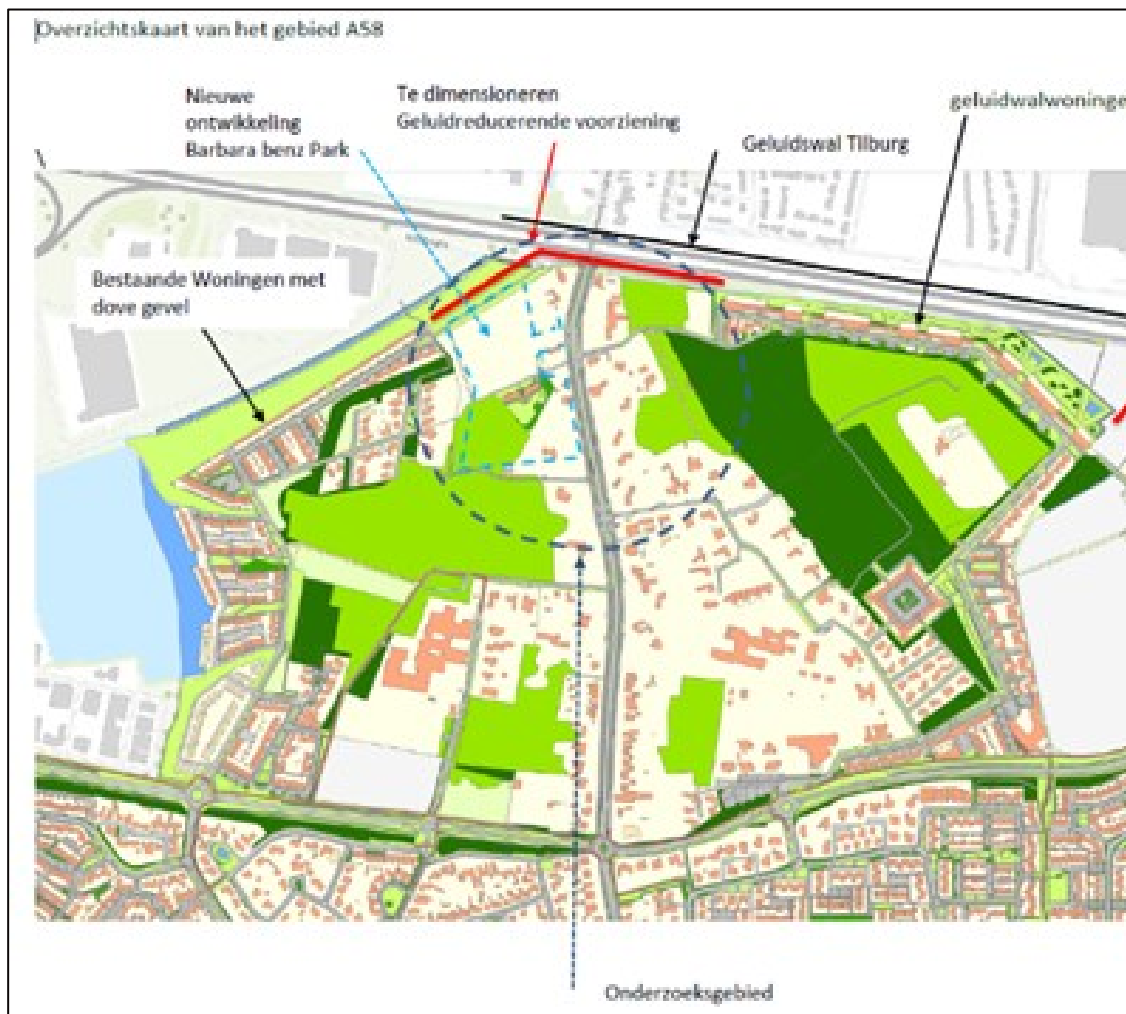 Overzichtskaart van het gebied A58
Nieuwe
ontwikkeling
Barbara benz Park
Te dimensioneren
Geluidreducerende voorziening
geluidwalwoninge
Geluidswal Tilburg
Bestaande Woningen met
dove gevel
Onderzoeksgebied